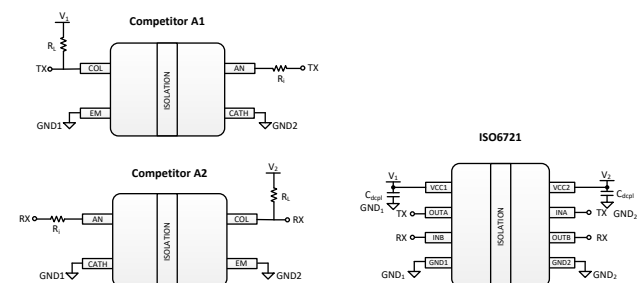 Competitor A1
V1
RL
TX
COL
AN
TX
Ri
ISOLATION
EM
CATH
GND1
GND2
Competitor A2
V2
RL
RX
AN
COL
RX
Ri
ISOLATION
CATH
EM
GND1
GND2
ISO6721
V1
V2
VCC1
VCC2
Cdcpl
Cdcpl
GND1
TX
OUTA
INA
TX
GND2
RX
INB
OUTB
RX
ISOLATION
GND1
GND2
GND1
GND2